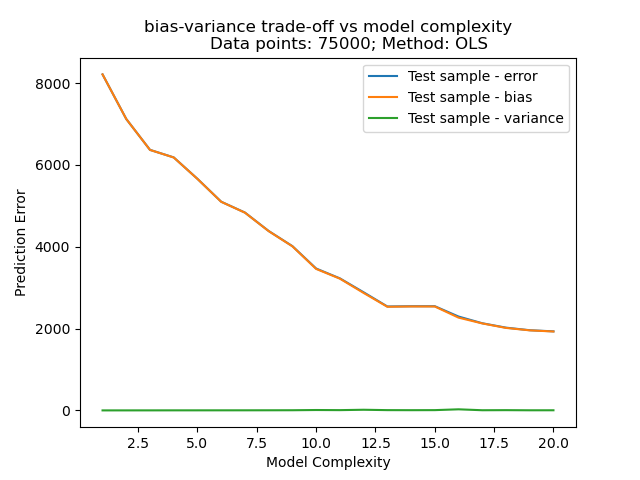 bias-variance trade-off vs model complexity
Data points: 75000; Method: OLS
Test sample - error
Test sample - bias
Test sample - variance
Prediction Error
8000
6000
4000
2000
0
2.5 5.0 7.5 10.0 12.5 15.0 17.5 20.0
Model Complexity